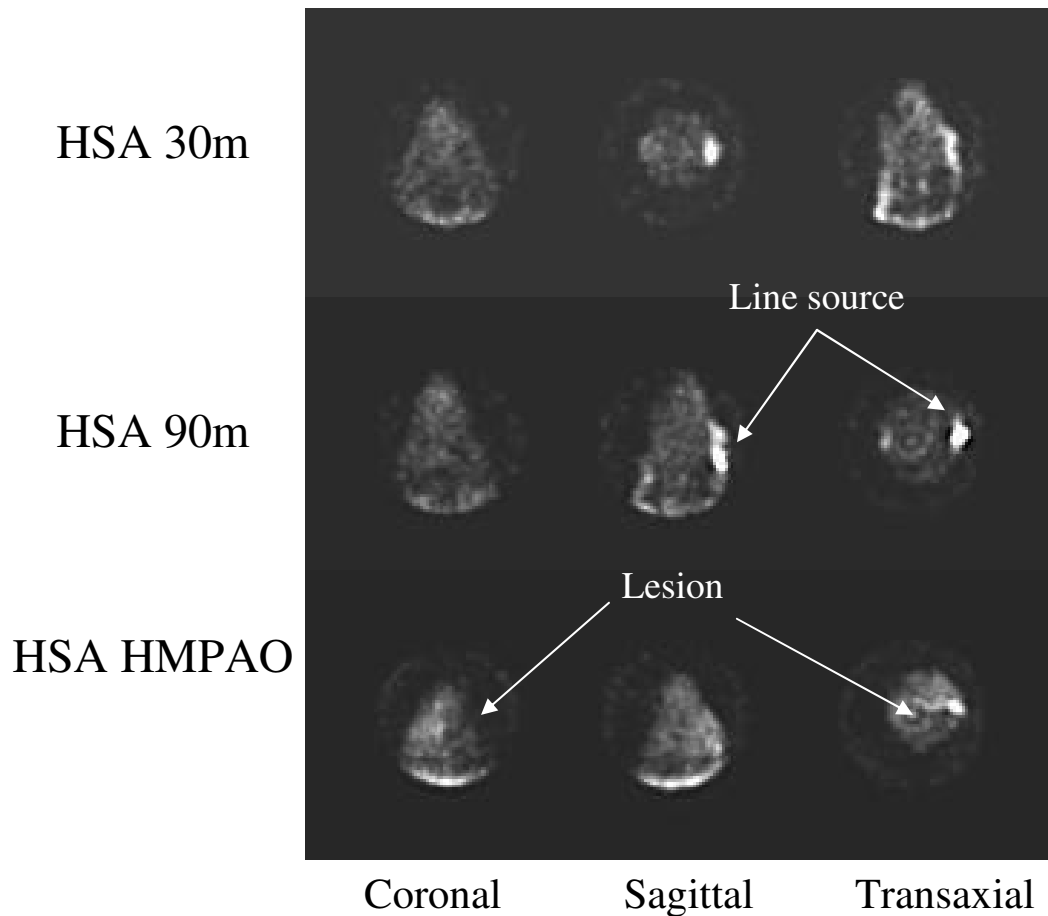 HSA 30m
Line source
HSA 90m
Lesion
HSA HMPAO
Coronal Sagittal Transaxial